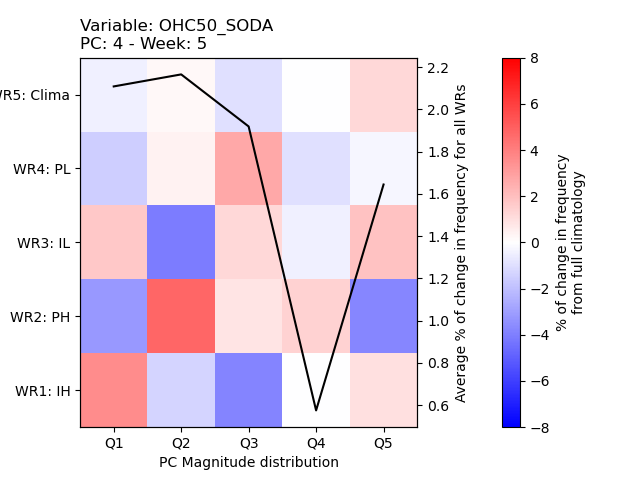 Variable: OHC50_SODA
PC: 4 - Week: 5
WR5: Clima
WR4: PL
WR3: IL
WR2: PH
WR1: IH
Q1 Q2 Q3 Q4 Q5
PC Magnitude distribution
2.2
2.0
1.8
1.6
1.4
1.2
1.0
0.8
0.6
Average % of change in frequency for all WRs
8
6
4
2
0
−2
−4
−6
−8
% of change in frequency
from full climatology